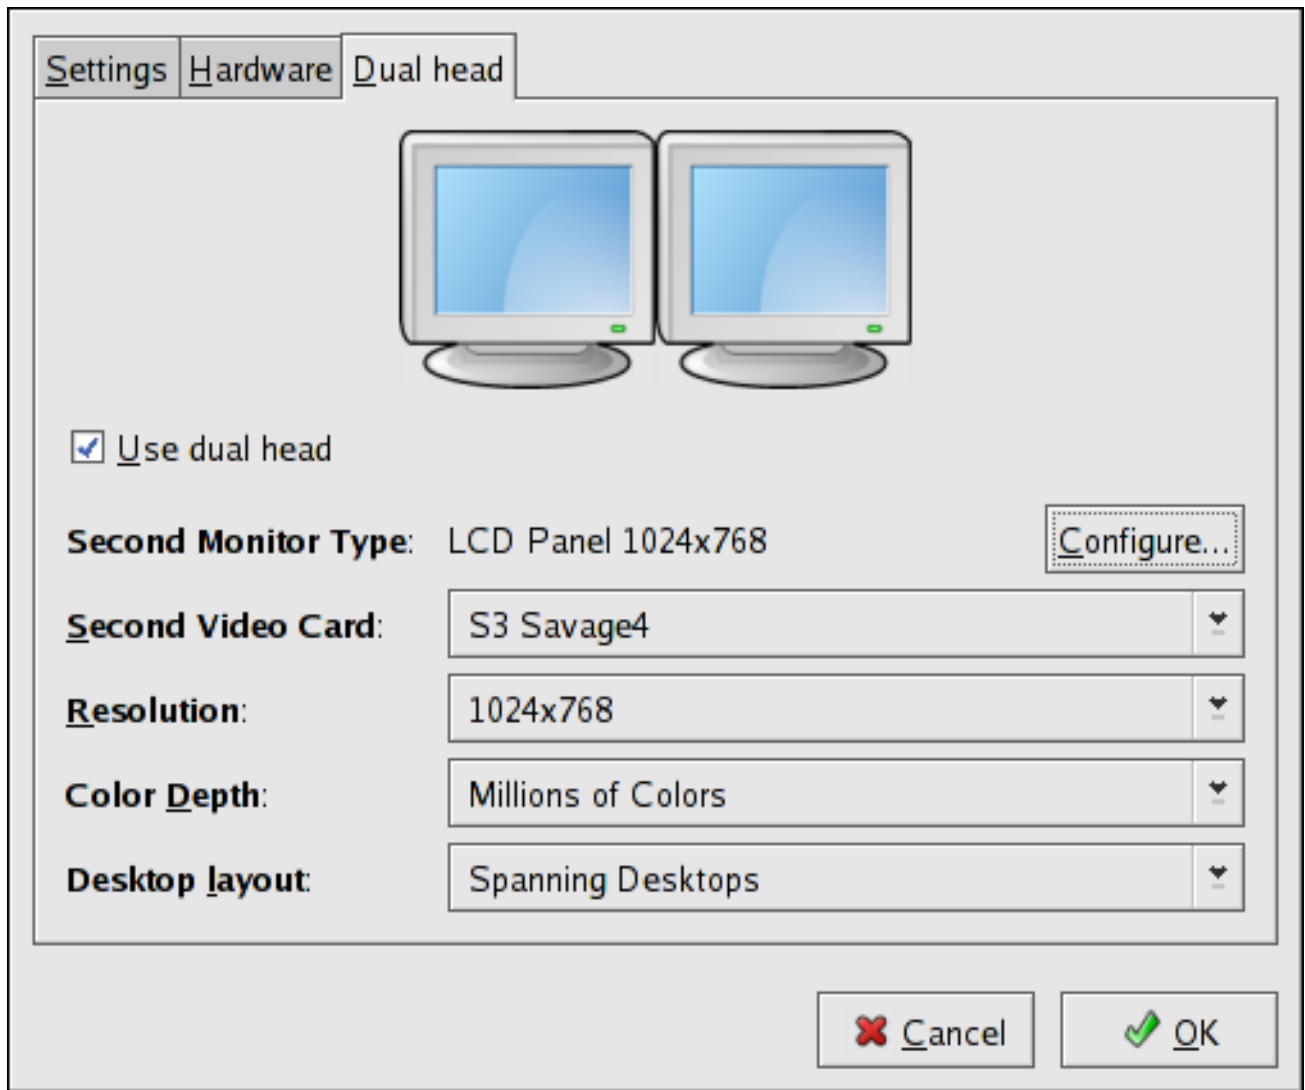 Settings Hardware Dual head
Use dual head
Second Monitor Type: LCD Panel 1024x768 Configure...
Second Video Card: S3 Savage4
Resolution: 1024x768
Color Depth: Millions of Colors
Desktop layout: Spanning Desktops
Cancel OK